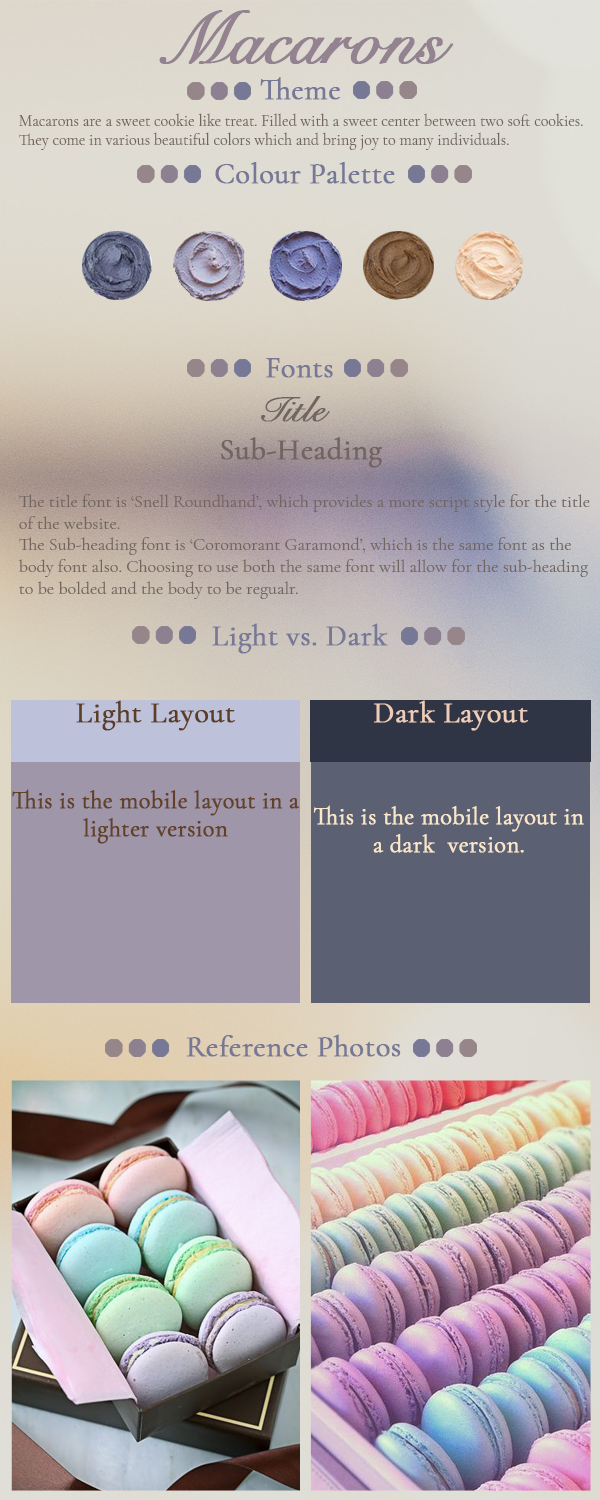 Macarons
Theme
Macarons are a sweet cookie like treat. Filled with a sweet center between two soft cookies.
They come in various beautiful colors which and bring joy to many individuals.
Colour Palette
Fonts
Title
Sub-Heading
The title font is ‘Snell Roundhand’, which provides a more script style for the title
of the website.
The Sub-heading font is ‘Coromorant Garamond’, which is the same font as the
body font also. Choosing to use both the same font will allow for the sub-heading
to be bolded and the body to be regualr.
Light vs. Dark
Light Layout
This is the mobile layout in a
lighter version
Dark Layout
This is the mobile layout in
a dark  version.
Reference Photos